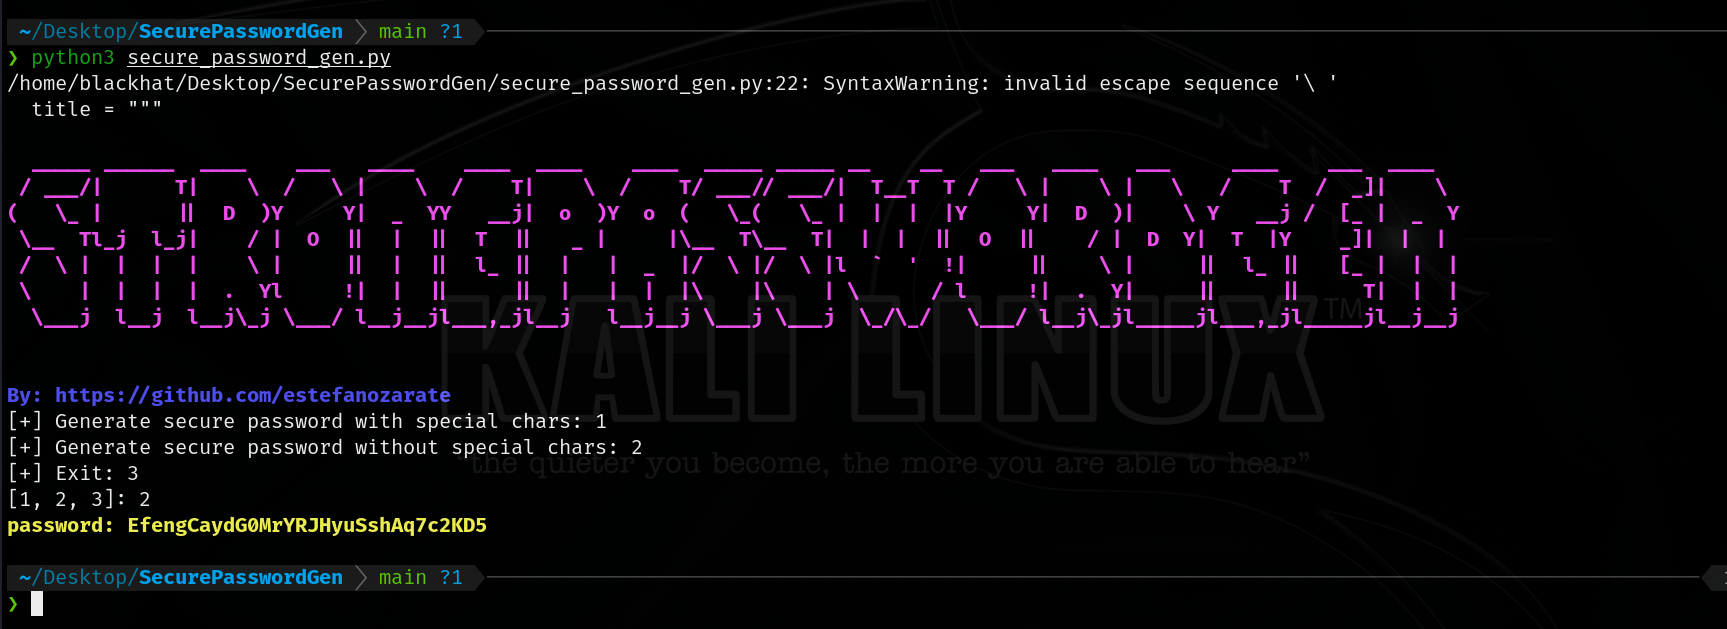 ~/Desktop/SecurePasswordGen > main ?1
❯ python3 secure_password_gen.py
/home/blackhat/Desktop/SecurePasswordGen/secure_password_gen.py:22: SyntaxWarning: invalid escape sequence '\ '
  title = """
STRONGPASSWORDGEN
By: https://github.com/estefanozarate
[+] Generate secure password with special chars: 1
[+] Generate secure password without special chars: 2
[+] Exit: 3
[1, 2, 3]: 2
password: EfengCaydG0MrYRJHyuSshAq7c2KD5
KALI LINUX™
"the quieter you become, the more you are able to hear"
~/Desktop/SecurePasswordGen > main ?1
❯